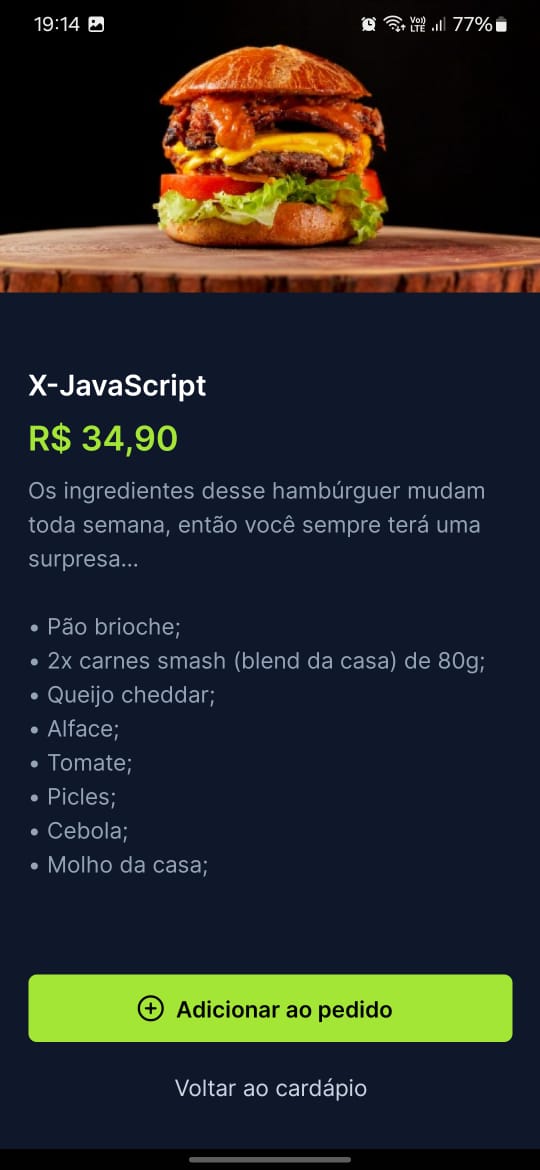 19:14
Vo))
LTE
77%
X-JavaScript
R$ 34,90
Os ingredientes desse hambúrguer mudam
toda semana, então você sempre terá uma
surpresa...
• Pão brioche;
• 2x carnes smash (blend da casa) de 80g;
• Queijo cheddar;
• Alface;
• Tomate;
• Picles;
• Cebola;
• Molho da casa;
Adicionar ao pedido
Voltar ao cardápio